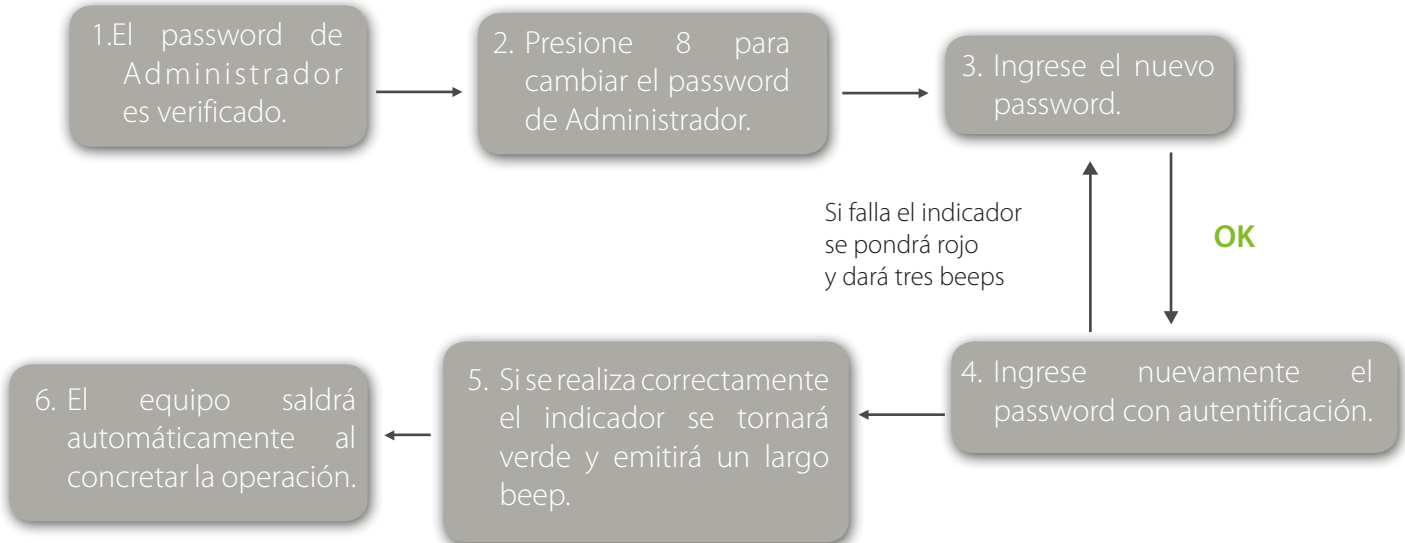 1.El password de
Administrador
es verificado.
2. Presione 8 para
cambiar el password
de Administrador.
3. Ingrese el nuevo
password.
Si falla el indicador
se pondrá rojo
y dará tres beeps
OK
4. Ingrese nuevamente el
password con autentificación.
5. Si se realiza correctamente
el indicador se tornará
verde y emitirá un largo
beep.
6. El equipo saldrá
automáticamente al
concretar la operación.